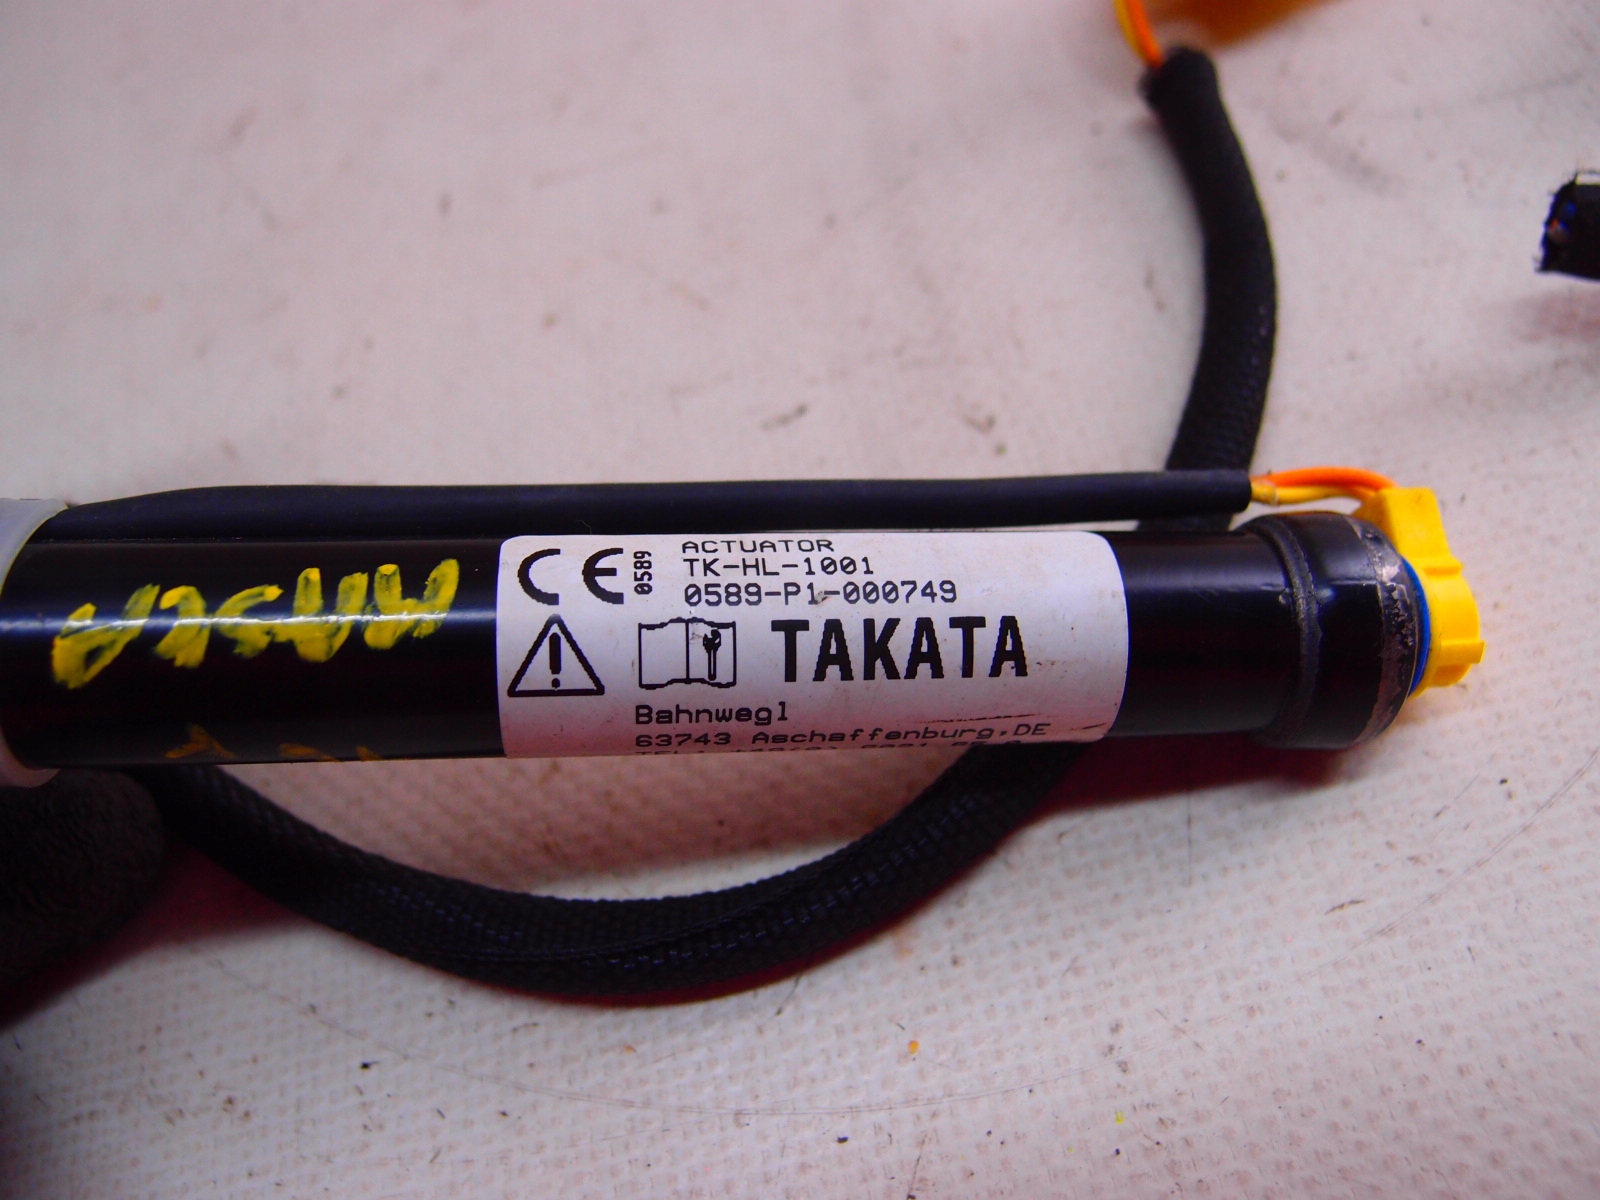 CE 0589
ACTUATOR
TK-HL-1001
0589-P1-000749
TAKATA
Bahnweg1
63743 Aschaffenburg,DE